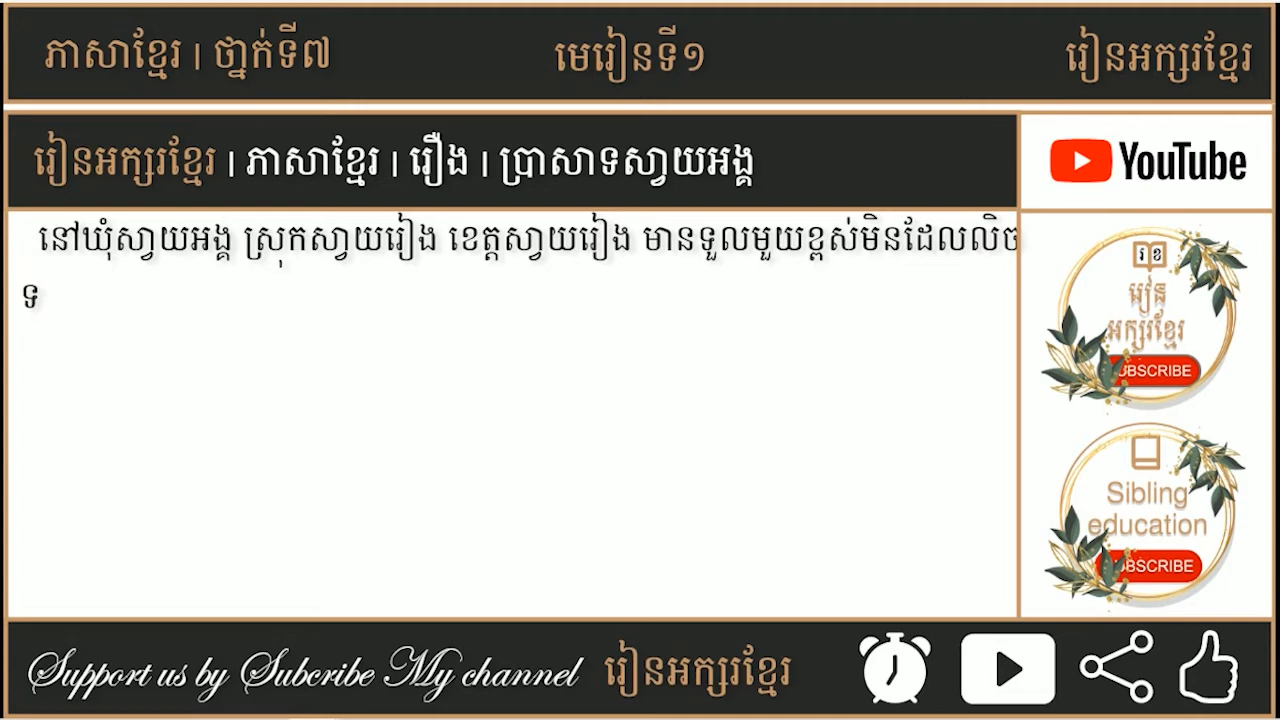 ភាសាខ្មែរ | ថ្នាក់ទី៧
មេរៀនទី១
រៀនអក្សរខ្មែរ
រៀនអក្សរខ្មែរ | ភាសាខ្មែរ | រឿង | ប្រាសាទស្វាយអង្គ
YouTube
នៅឃុំស្វាយអង្គ ស្រុកស្វាយរៀង ខេត្តស្វាយរៀង មានទួលមួយខ្ពស់មិនដែលលិច
ទ
រ ខ
រៀន
អក្សរខ្មែរ
SUBSCRIBE
Sibling
education
SUBSCRIBE
Support us by Subcribe My channel
រៀនអក្សរខ្មែរ